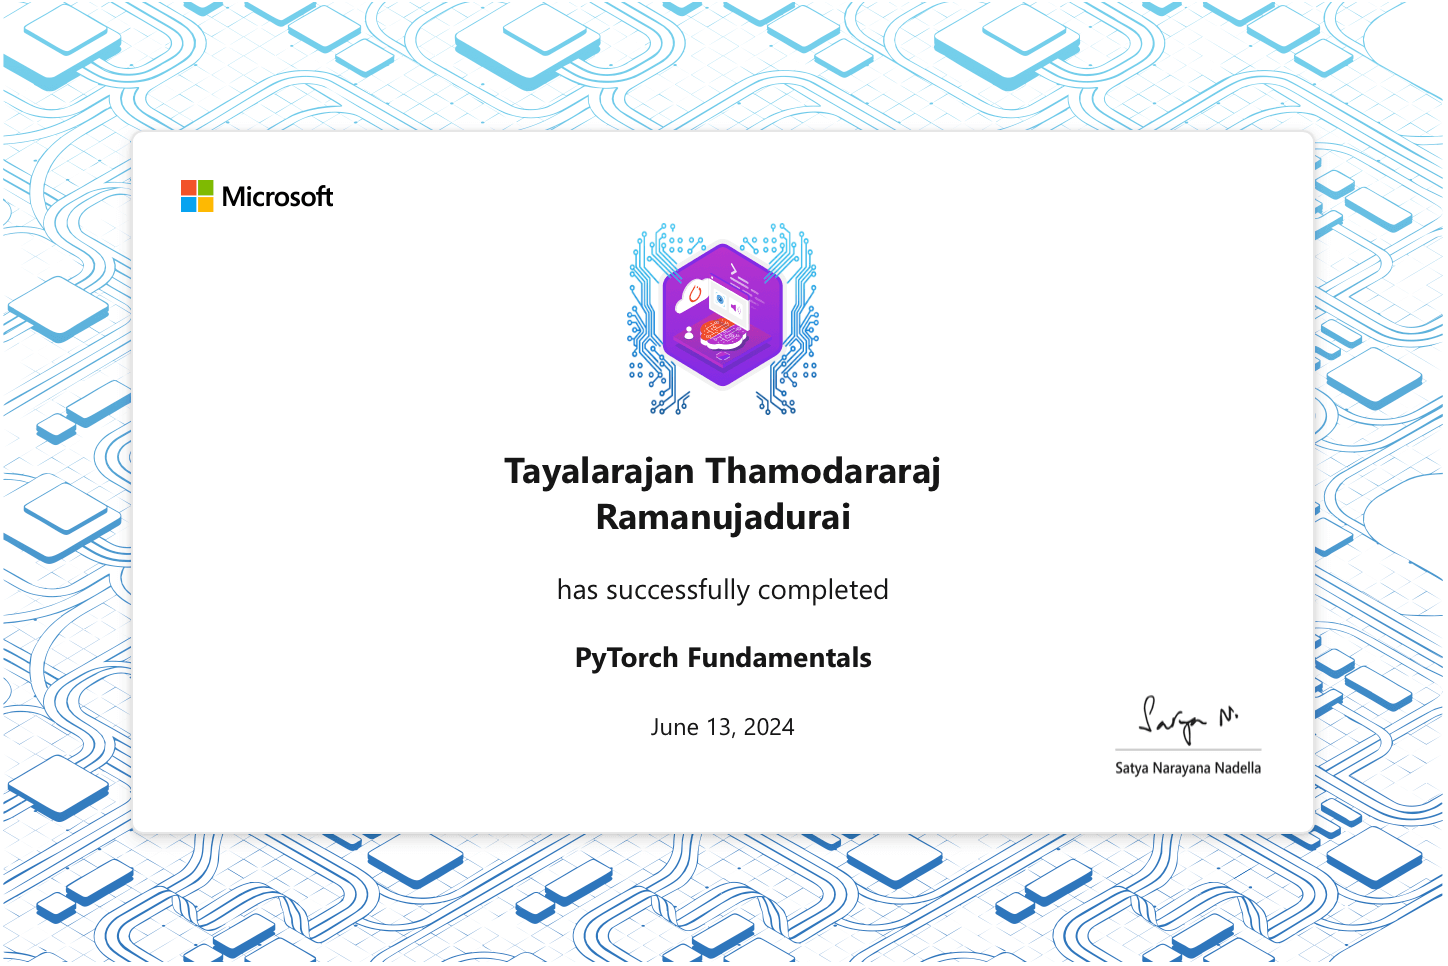 Microsoft
Tayalarajan Thamodararaj
Ramanujadurai
has successfully completed
PyTorch Fundamentals
June 13, 2024
Satya N.
Satya Narayana Nadella